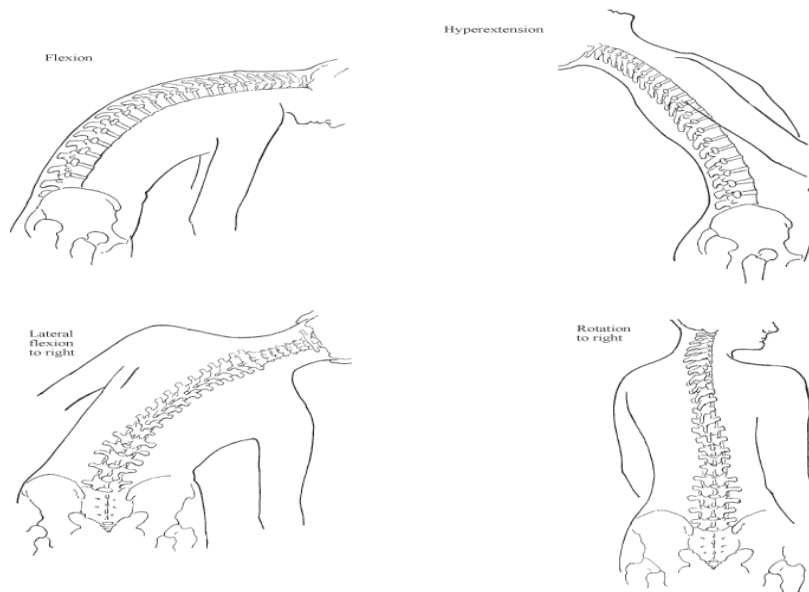 Flexion
Hyperextension
Lateral
flexion
to right
Rotation
to right